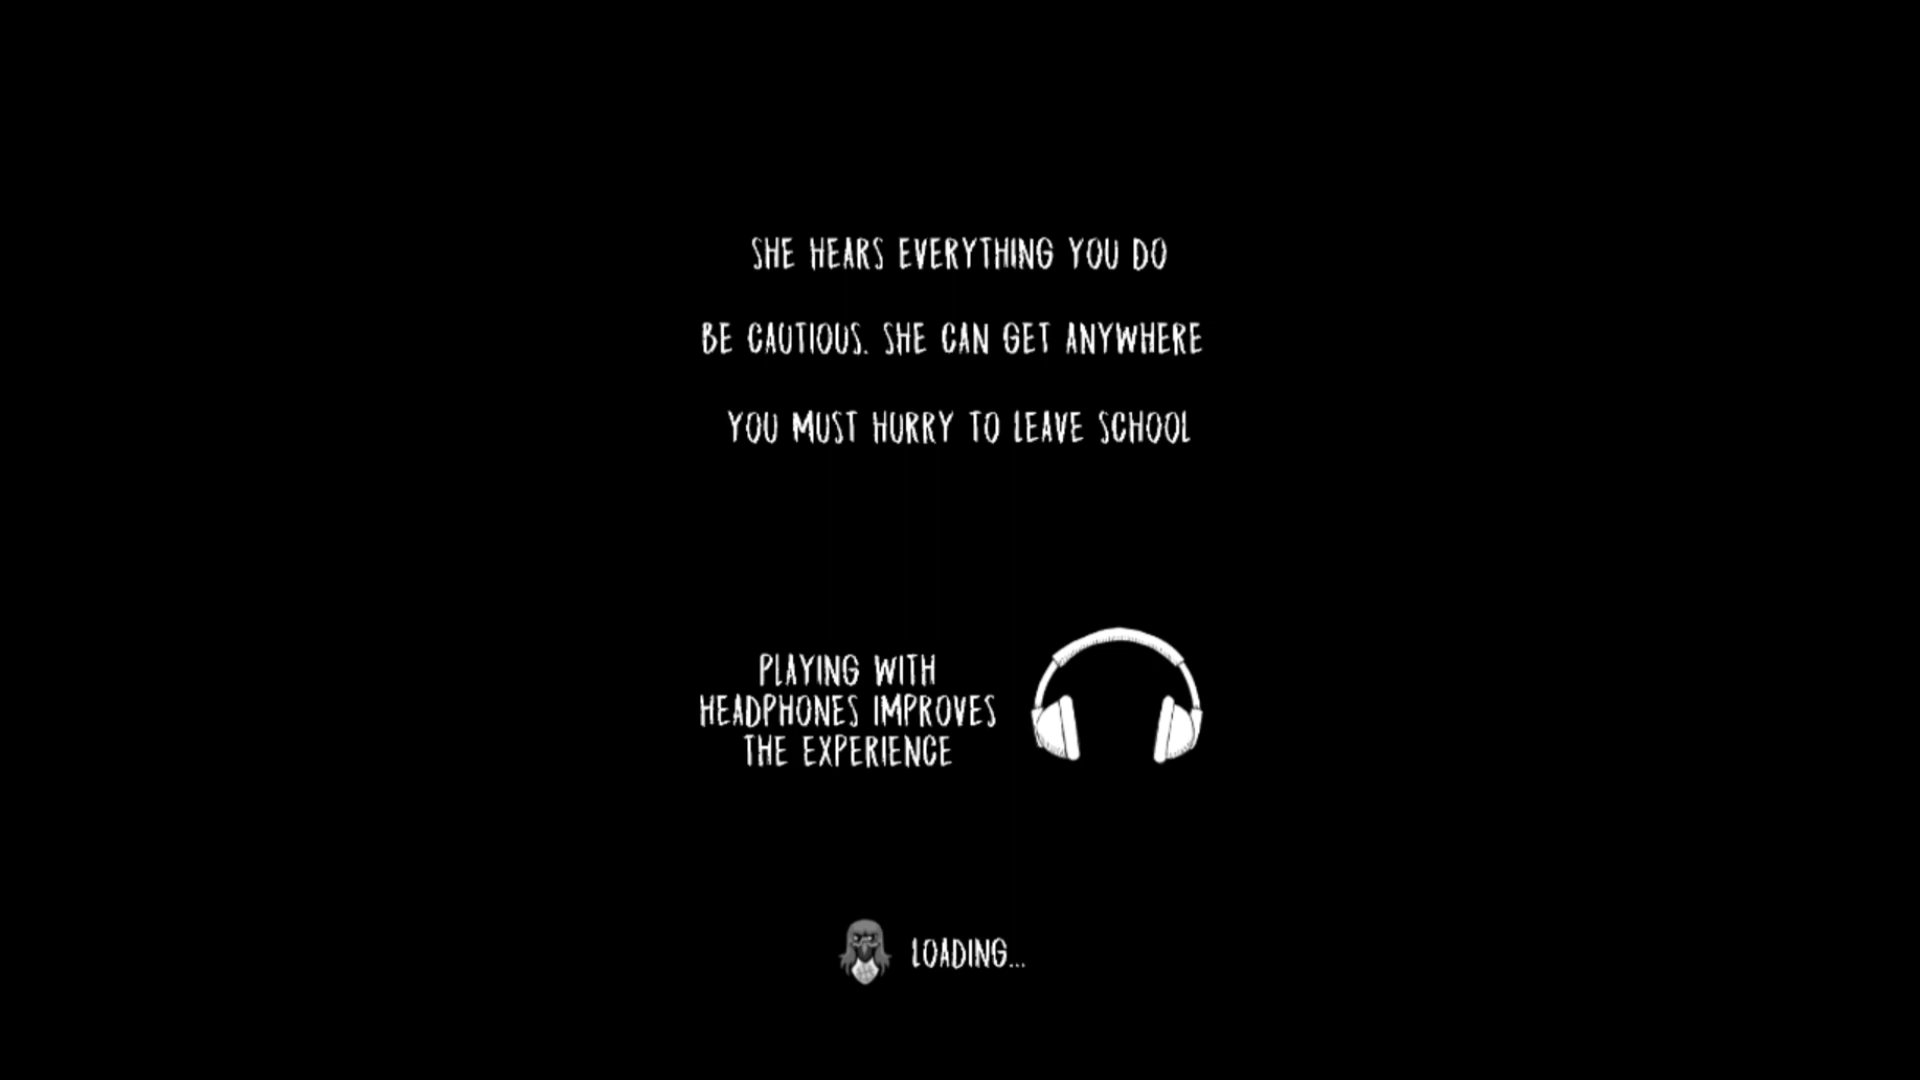 SHE HEARS EVERYTHING YOU DO
BE CAUTIOUS. SHE CAN GET ANYWHERE
YOU MUST HURRY TO LEAVE SCHOOL
PLAYING WITH
HEADPHONES IMPROVES
THE EXPERIENCE
LOADING...